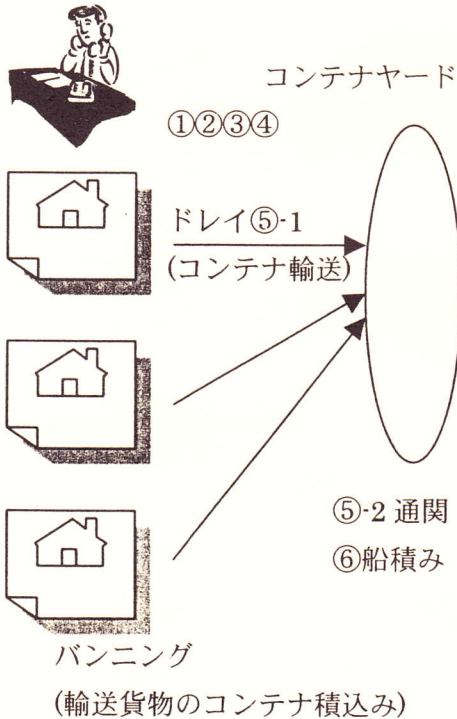 コンテナヤード
①②③④
ドレイ⑤-1
(コンテナ輸送)
⑤-2 通関
⑥船積み
バンニング
(輸送貨物のコンテナ積込み)